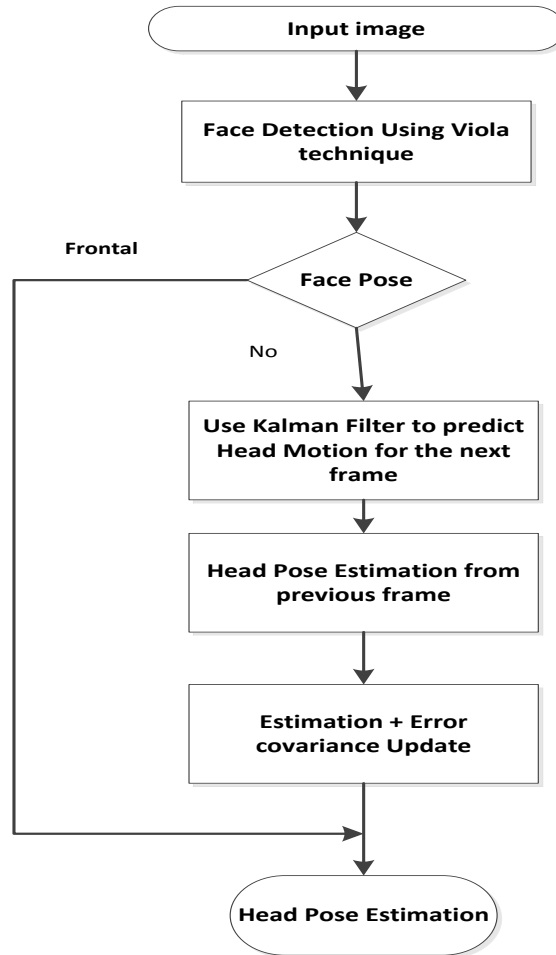 Input image
Face Detection Using Viola
technique
Frontal
Face Pose
No
Use Kalman Filter to predict
Head Motion for the next
frame
Head Pose Estimation from
previous frame
Estimation + Error
covariance Update
Head Pose Estimation